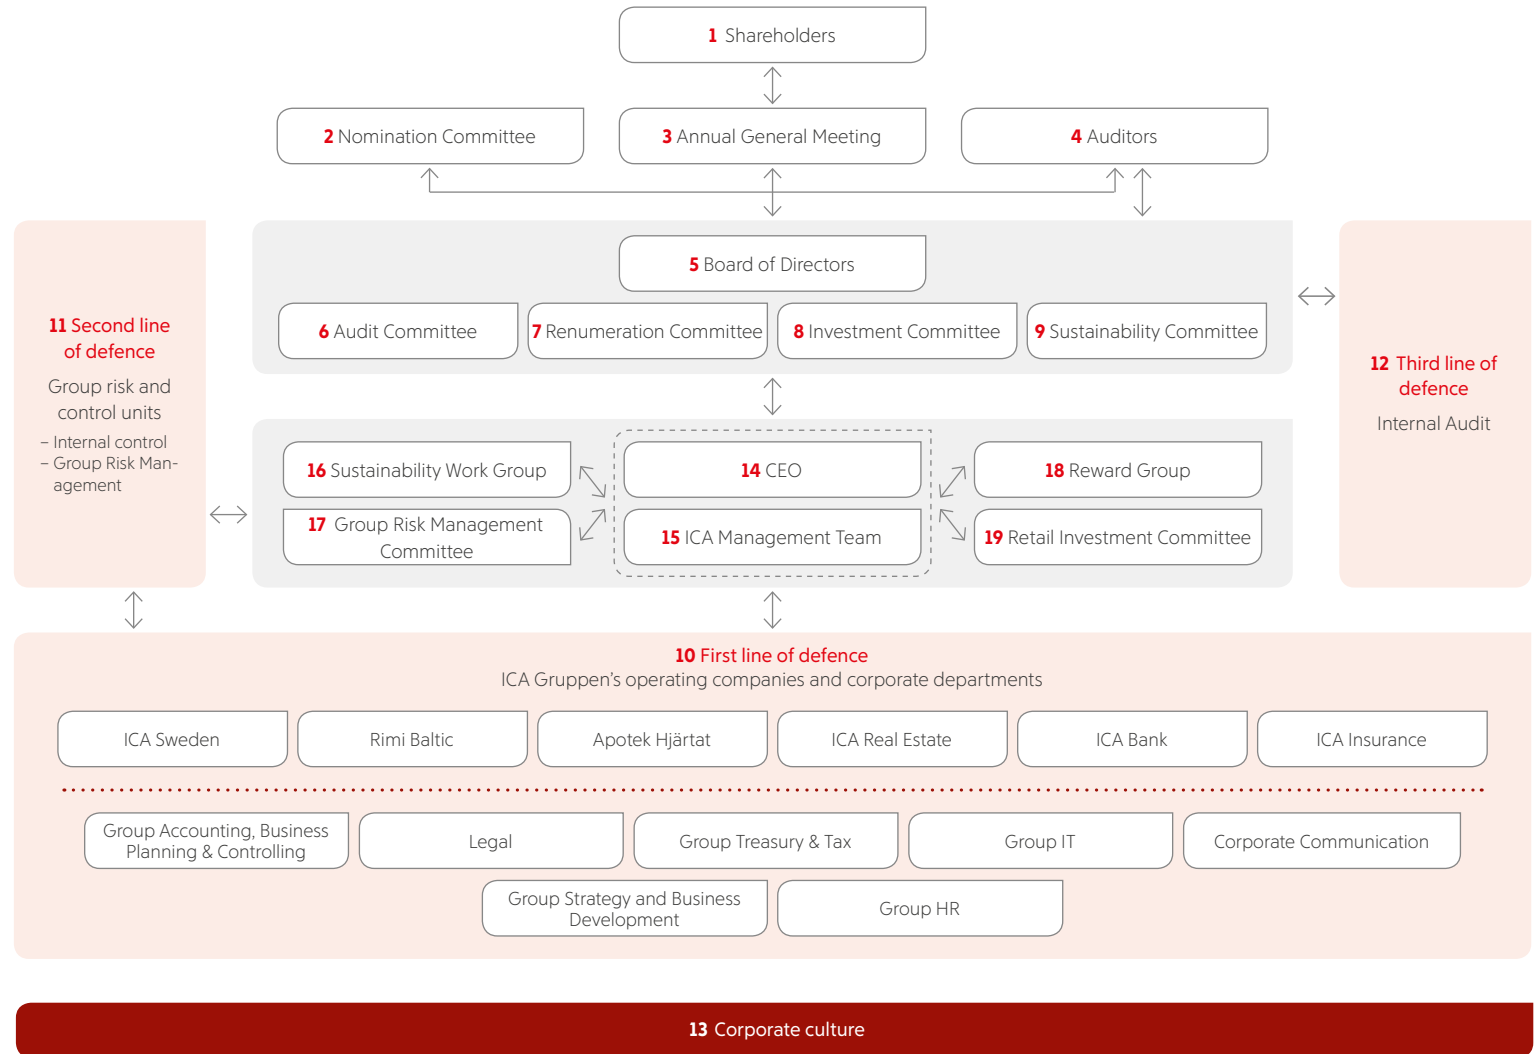 1 Shareholders
2 Nomination Committee
3 Annual General Meeting
4 Auditors
5 Board of Directors
6 Audit Committee
7 Renumeration Committee
8 Investment Committee
9 Sustainability Committee
11 Second line
of defence
Group risk and
control units
– Internal control
– Group Risk Man-
agement
12 Third line of
defence
Internal Audit
16 Sustainability Work Group
14 CEO
18 Reward Group
17 Group Risk Management
Committee
15 ICA Management Team
19 Retail Investment Committee
10 First line of defence
ICA Gruppen’s operating companies and corporate departments
ICA Sweden
Rimi Baltic
Apotek Hjärtat
ICA Real Estate
ICA Bank
ICA Insurance
Group Accounting, Business
Planning & Controlling
Legal
Group Treasury & Tax
Group IT
Corporate Communication
Group Strategy and Business
Development
Group HR
13 Corporate culture